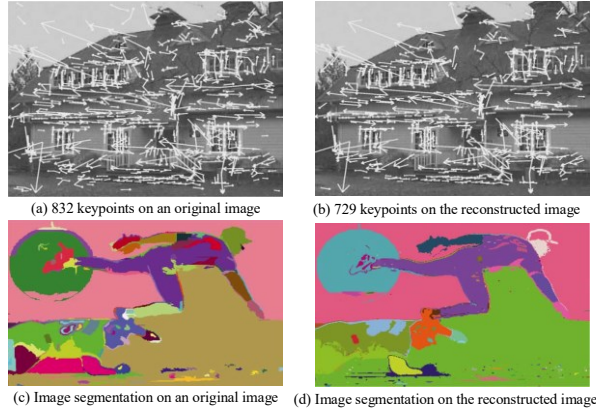 (a) 832 keypoints on an original image
(b) 729 keypoints on the reconstructed image
(c) Image segmentation on an original image
(d) Image segmentation on the reconstructed image